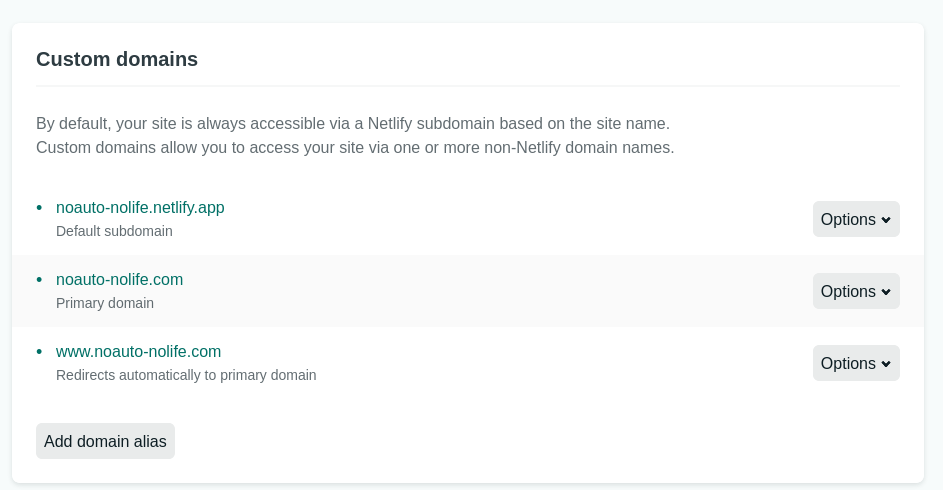 Custom domains
By default, your site is always accessible via a Netlify subdomain based on the site name.
Custom domains allow you to access your site via one or more non-Netlify domain names.
• noauto-nolife.netlify.app
Default subdomain
Options
• noauto-nolife.com
Primary domain
Options
• www.noauto-nolife.com
Redirects automatically to primary domain
Options
Add domain alias